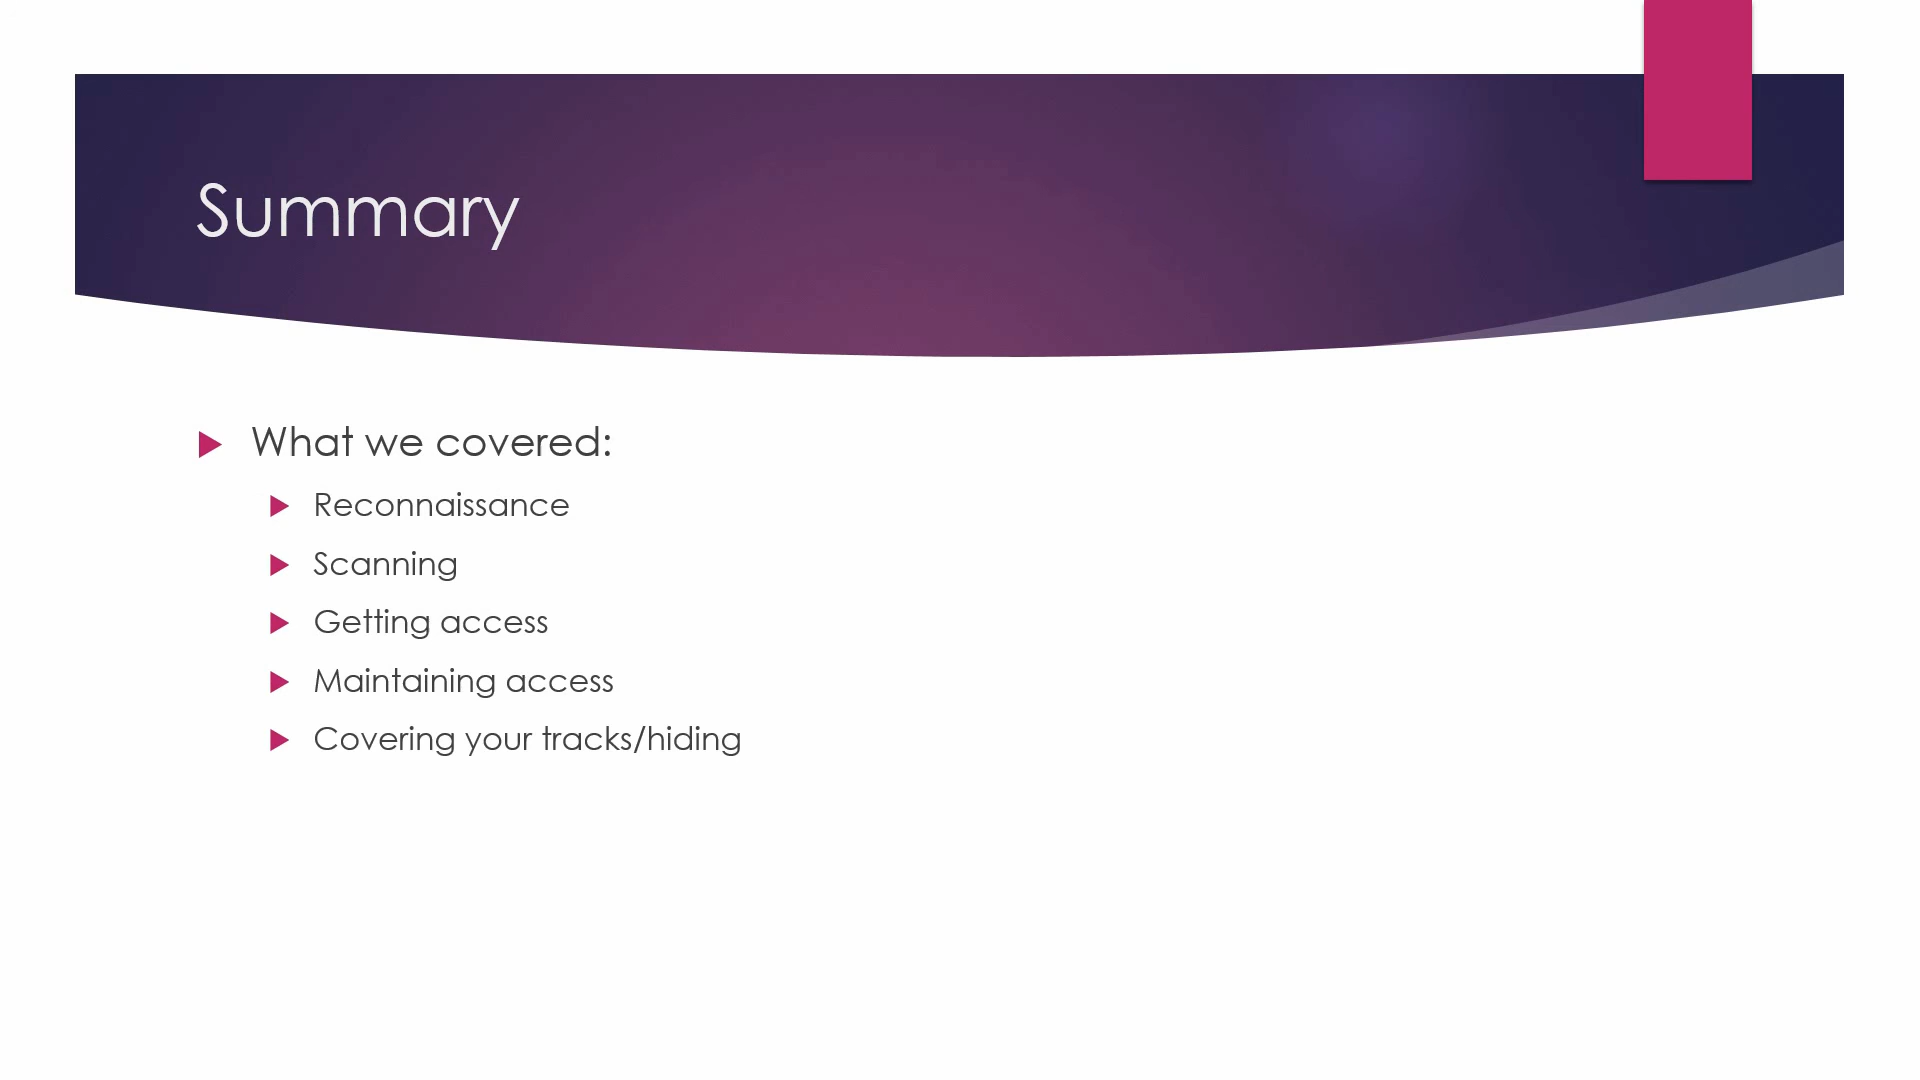 Summary
What we covered:
Reconnaissance
Scanning
Getting access
Maintaining access
Covering your tracks/hiding